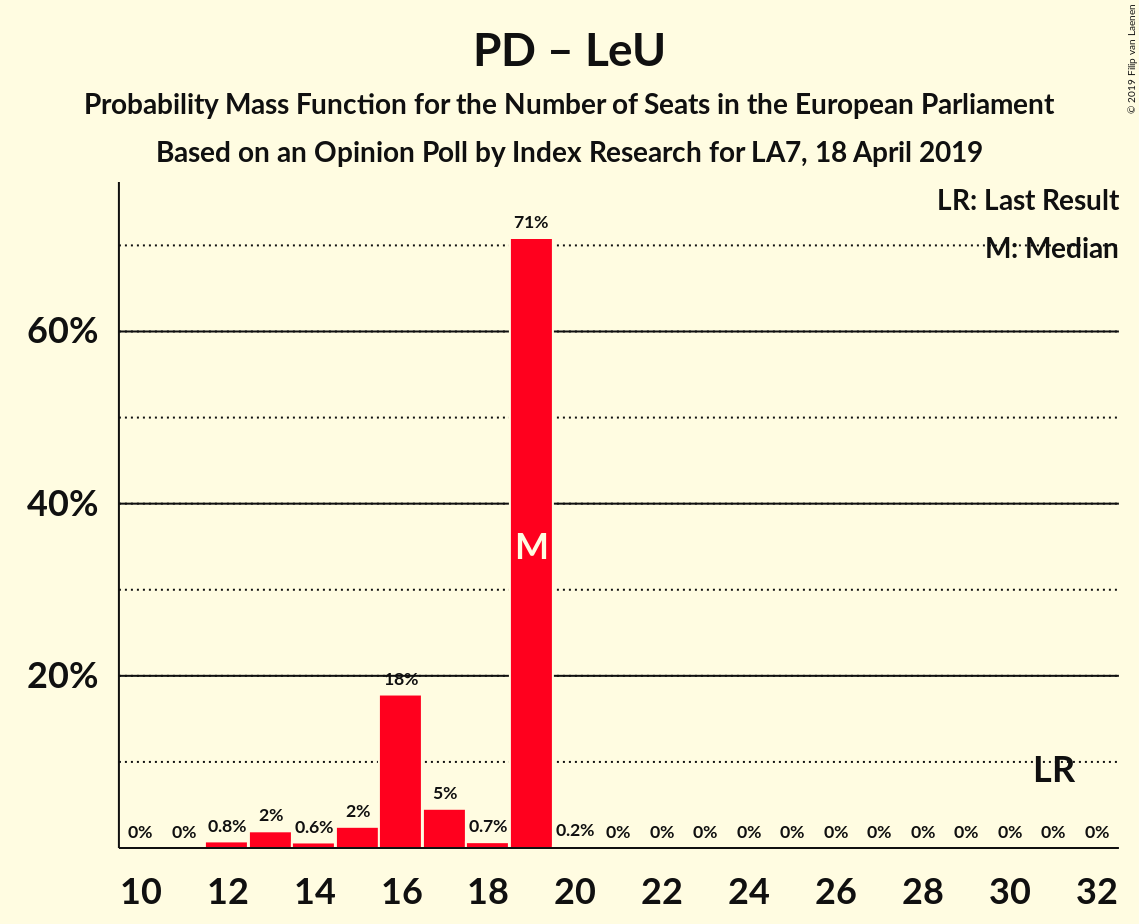 © 2019 Filip van Laenen
PD – LeU
Probability Mass Function for the Number of Seats in the European Parliament
Based on an Opinion Poll by Index Research for LA7, 18 April 2019
LR: Last Result
M: Median
71%
60%
40%
M
20%
18%
LR
5%
0% 0% 0.8% 2% 0.6% 2% 0.7% 0.2% 0% 0% 0% 0% 0% 0% 0% 0% 0% 0% 0% 0%
10 12 14 16 18 20 22 24 26 28 30 32